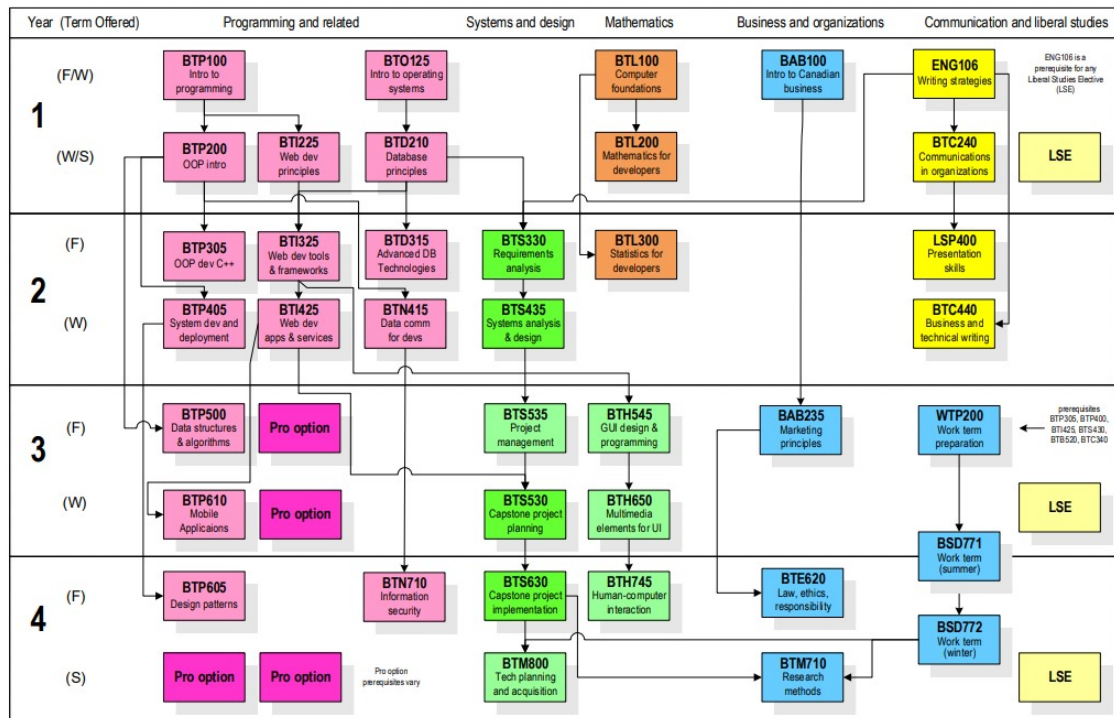 Year (Term Offered) Programming and related Systems and design Mathematics Business and organizations Communication and liberal studies
1
(F/W)
BTP100
Intro to
programming
BTO125
Intro to operating
systems
BTL100
Computer
foundations
BAB100
Intro to Canadian
business
ENG106
Writing strategies
ENG106 is a
prerequisite for any
Liberal Studies Elective
(LSE)
(W/S)
BTP200
OOP intro
BTI225
Web dev
principles
BTD210
Database
principles
BTL200
Mathematics for
developers
BTC240
Communications
in organizations
LSE
2
(F)
BTP305
OOP dev C++
BTI325
Web dev tools
& frameworks
BTD315
Advanced DB
Technologies
BTS330
Requirements
analysis
BTL300
Statistics for
developers
LSP400
Presentation
skills
(W)
BTP405
System dev and
deployment
BTI425
Web dev
apps & services
BTN415
Data comm
for devs
BTS435
Systems analysis
& design
BTC440
Business and
technical writing
3
(F)
BTP500
Data structures
& algorithms
Pro option
BTS535
Project
management
BTH545
GUI design &
programming
BAB235
Marketing
principles
WTP200
Work term
preparation
prerequisites
BTP305, BTP400,
BTI425, BTS430,
BTB520, BTC340
(W)
BTP610
Mobile
Applicaions
Pro option
BTS530
Capstone project
planning
BTH650
Multimedia
elements for UI
LSE
BSD771
Work term
(summer)
4
(F)
BTP605
Design patterns
BTN710
Information
security
BTS630
Capstone project
implementation
BTH745
Human-computer
interaction
BTE620
Law, ethics,
responsibility
BSD772
Work term
(winter)
(S)
Pro option
Pro option
Pro option
prerequisites vary
BTM800
Tech planning
and acquisition
BTM710
Research
methods
LSE